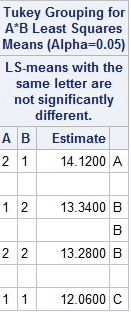 Tukey Grouping for
A*B Least Squares
Means (Alpha=0.05)
LS-means with the
same letter are
not significantly
different.
A B Estimate
2 1 14.1200 A
1 2 13.3400 B
B
2 2 13.2800 B
1 1 12.0600 C